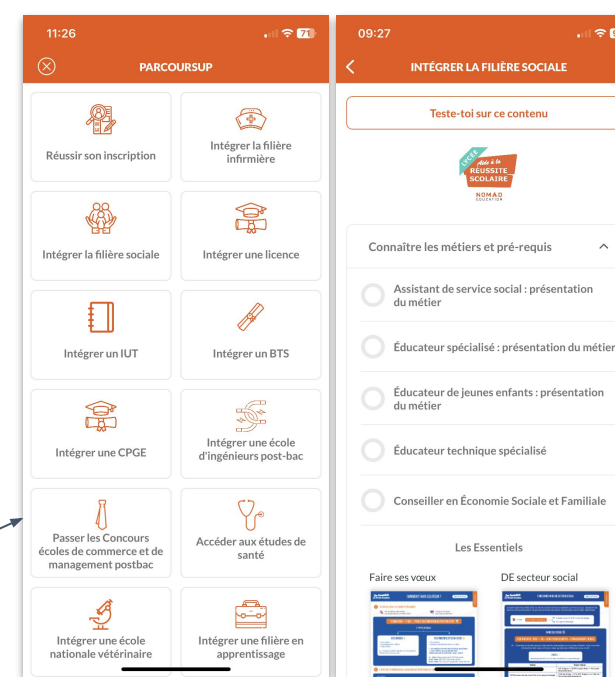 11:26
71
PARCOURSUP
Réussir son inscription
Intégrer la filière
infirmière
Intégrer la filière sociale
Intégrer une licence
Intégrer un IUT
Intégrer un BTS
Intégrer une CPGE
Intégrer une école
d'ingénieurs post-bac
Passer les Concours
écoles de commerce et de
management postbac
Accéder aux études de
santé
Intégrer une école
nationale vétérinaire
Intégrer une filière en
apprentissage
09:27
INTÉGRER LA FILIÈRE SOCIALE
Teste-toi sur ce contenu
LYCÉE
Aide à la
RÉUSSITE
SCOLAIRE
NOMAD
EDUCATION
Connaître les métiers et pré-requis
Assistant de service social : présentation
du métier
Éducateur spécialisé : présentation du métier
Éducateur de jeunes enfants : présentation
du métier
Éducateur technique spécialisé
Conseiller en Économie Sociale et Familiale
Les Essentiels
Faire ses vœux
DE secteur social